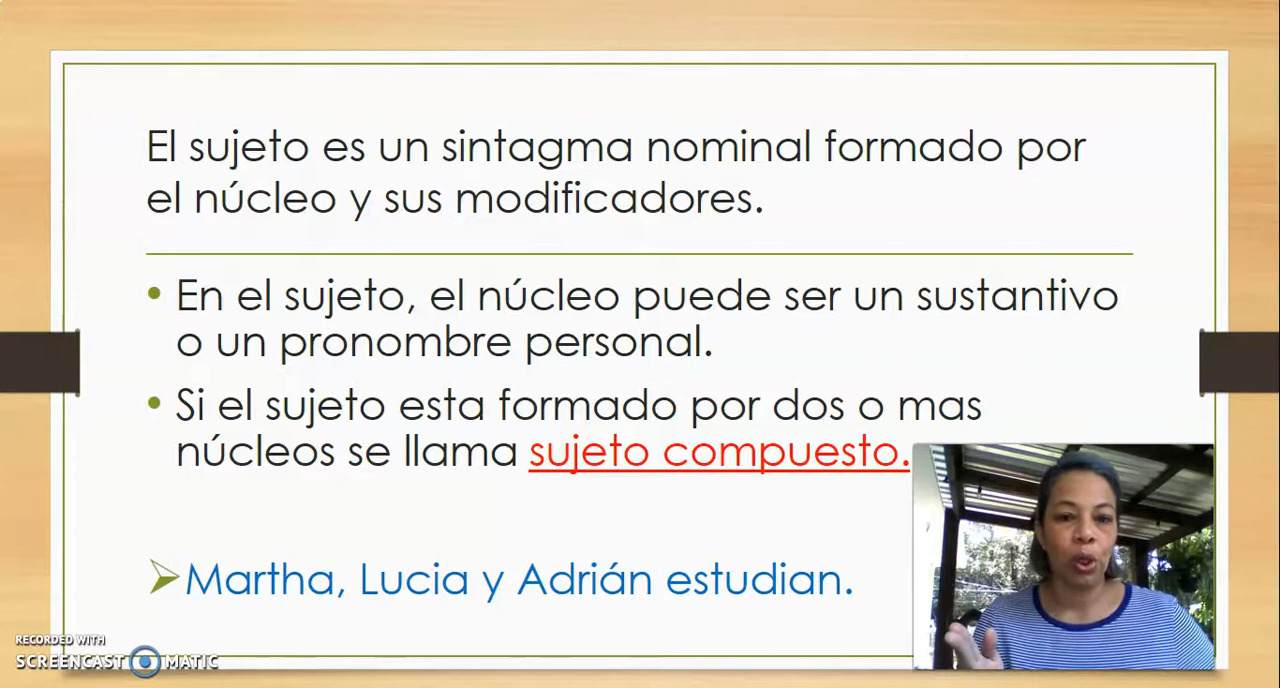 El sujeto es un sintagma nominal formado por
el núcleo y sus modificadores.
• En el sujeto, el núcleo puede ser un sustantivo
o un pronombre personal.
• Si el sujeto esta formado por dos o mas
núcleos se llama sujeto compuesto.
➢ Martha, Lucia y Adrián estudian.
RECORDED WITH
SCREENCAST MATIC